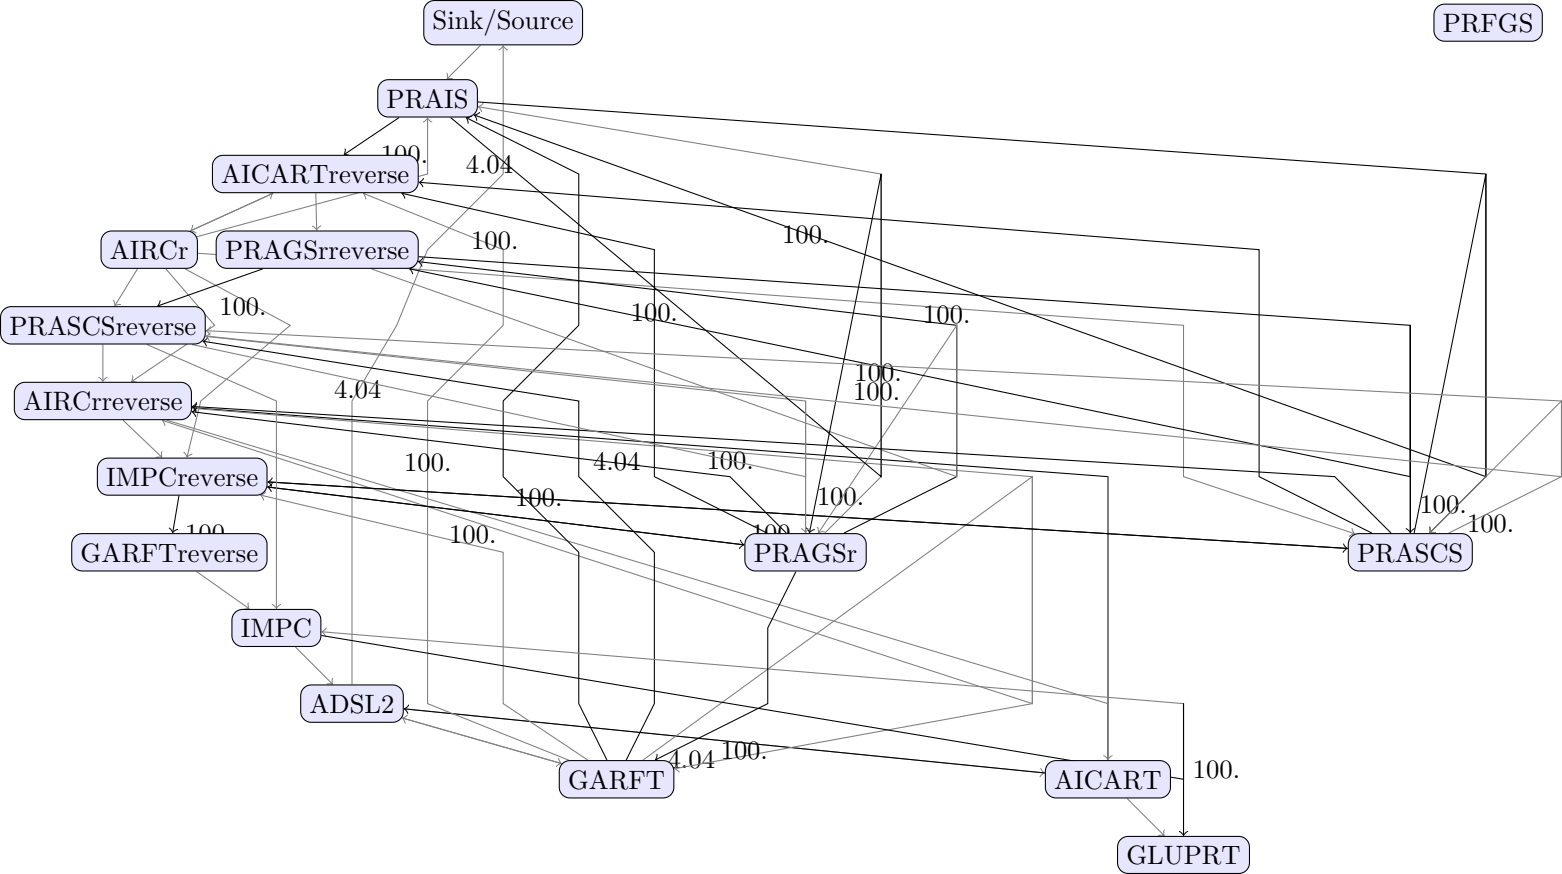 Sink/Source
PRFGS
PRAIS
100.
4.04
AICARTreverse
100.
100.
AIRCr
PRAGSrreverse
100.
100.
100.
PRASCSreverse
100.
4.04
100.
AIRCrreverse
100.
4.04
100.
IMPCreverse
100.
100.
100.
100.
100.
100.
100.
GARFTreverse
PRAGSr
PRASCS
IMPC
ADSL2
4.04
100.
100.
GARFT
AICART
GLUPRT